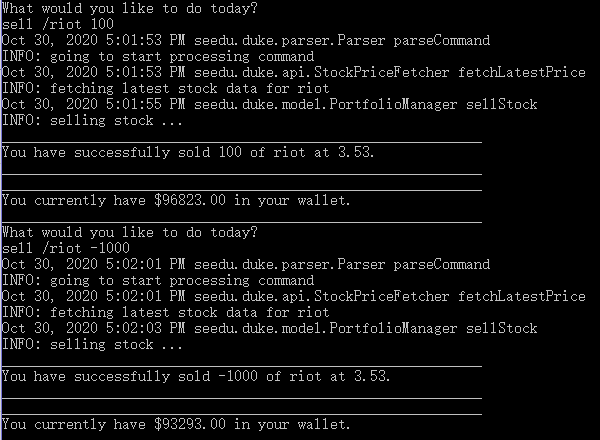 What would you like to do today?
sell /riot 100
Oct 30, 2020 5:01:53 PM seedu.duke.parser.Parser parseCommand
INFO: going to start processing command
Oct 30, 2020 5:01:53 PM seedu.duke.api.StockPriceFetcher fetchLatestPrice
INFO: fetching latest stock data for riot
Oct 30, 2020 5:01:55 PM seedu.duke.model.PortfolioManager sellStock
INFO: selling stock ...
You have successfully sold 100 of riot at 3.53.
You currently have $96823.00 in your wallet.
What would you like to do today?
sell /riot -1000
Oct 30, 2020 5:02:01 PM seedu.duke.parser.Parser parseCommand
INFO: going to start processing command
Oct 30, 2020 5:02:01 PM seedu.duke.api.StockPriceFetcher fetchLatestPrice
INFO: fetching latest stock data for riot
Oct 30, 2020 5:02:03 PM seedu.duke.model.PortfolioManager sellStock
INFO: selling stock ...
You have successfully sold -1000 of riot at 3.53.
You currently have $93293.00 in your wallet.